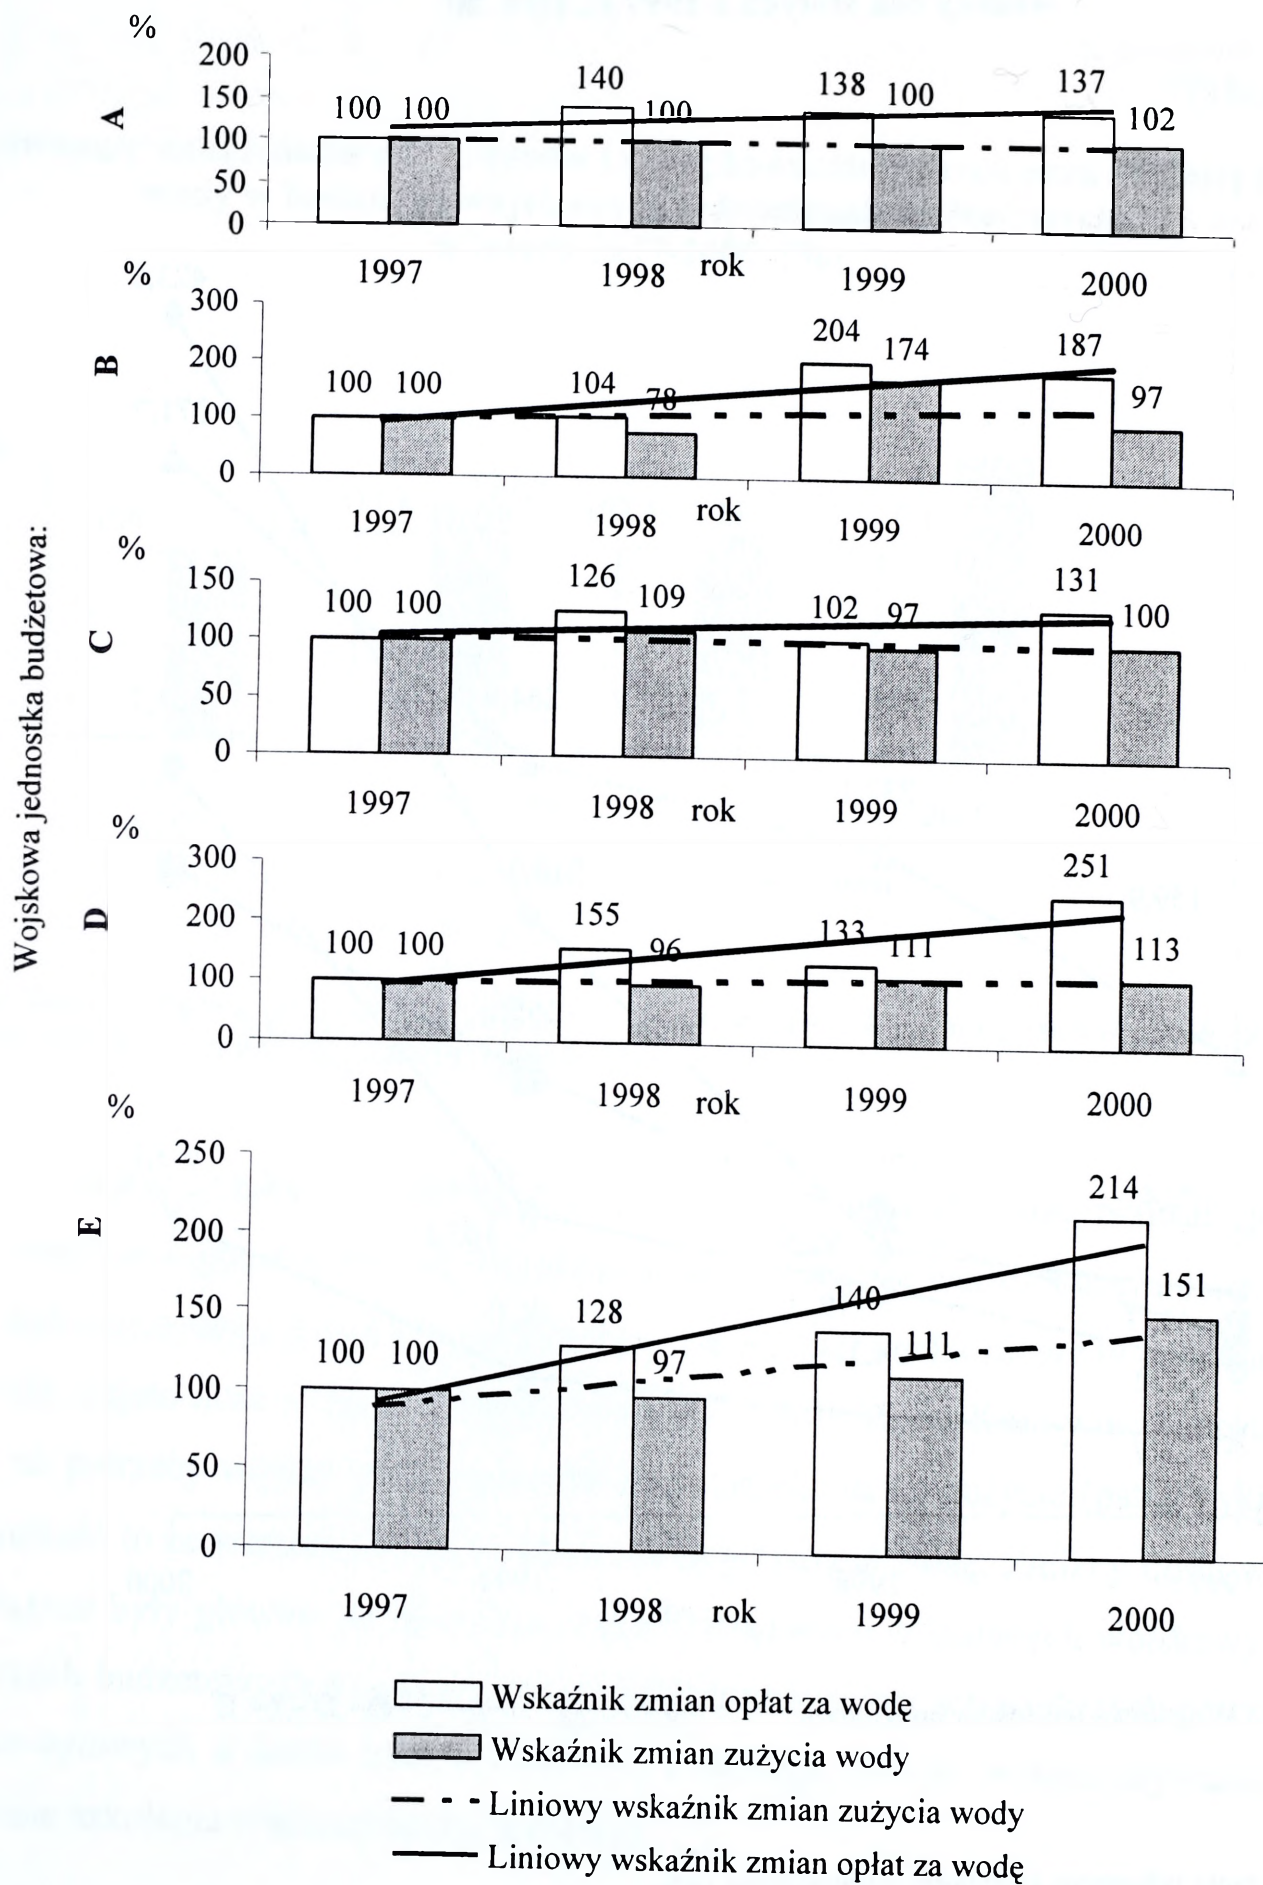 Wojskowa jednostka budżetowa:
%
A
200
150
100
50
0
100 100 140 100 138 100 137 102
1997 1998 rok 1999 2000
%
B
300
200
100
0
100 100 104 78 204 174 187 97
1997 1998 rok 1999 2000
%
C
150
100
50
0
100 100 126 109 102 97 131 100
1997 1998 rok 1999 2000
%
D
300
200
100
0
100 100 155 96 133 111 251 113
1997 1998 rok 1999 2000
%
E
250
200
150
100
50
0
100 100 128 97 140 111 214 151
1997 1998 rok 1999 2000
Wskaźnik zmian opłat za wodę
Wskaźnik zmian zużycia wody
Liniowy wskaźnik zmian zużycia wody
Liniowy wskaźnik zmian opłat za wodę